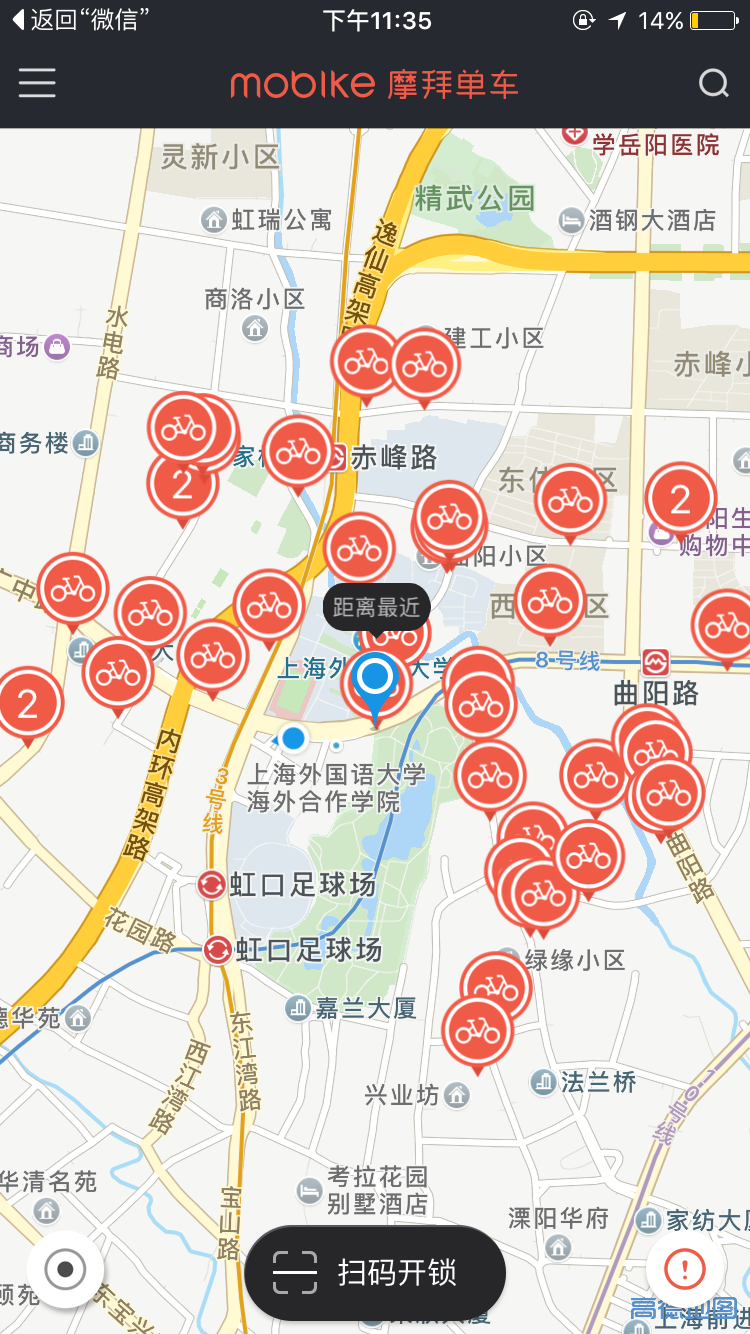 返回“微信”
下午11:35
14%
mobike 摩拜单车
学岳阳医院
灵新小区
精武公园
虹瑞公寓
酒钢大酒店
逸仙高架
商洛小区
水电路
建工小区
商场
赤峰
商务楼
赤峰路
2
2
阳生
购物中
阳小区
距离最近
8号线
上海外
大学
曲阳路
2
内环高架路
3号线
上海外国语大学
海外合作学院
曲阳路
虹口足球场
花园路
虹口足球场
绿缘小区
嘉兰大厦
德华苑
东江湾路
西江湾路
法兰桥
兴业坊
10号线
华清名苑
考拉花园
别墅酒店
宝山路
溧阳华府
家纺大
扫码开锁
高德地图
东宝兴
上海前进